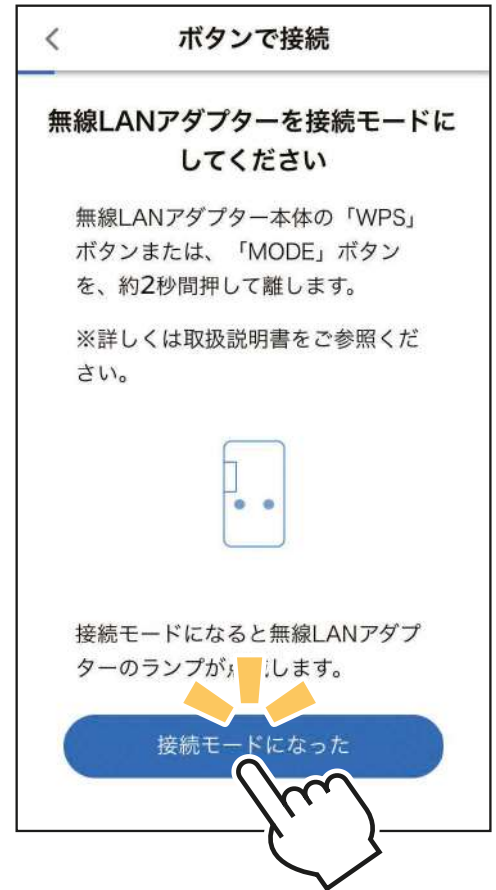 ボタンで接続
無線LANアダプターを接続モードに
してください
無線LANアダプター本体の「WPS」
ボタンまたは、「MODE」ボタン
を、約2秒間押して離します。
※詳しくは取扱説明書をご参照くだ
さい。
接続モードになると無線LANアダプ
ターのランプが します。
接続モードになった